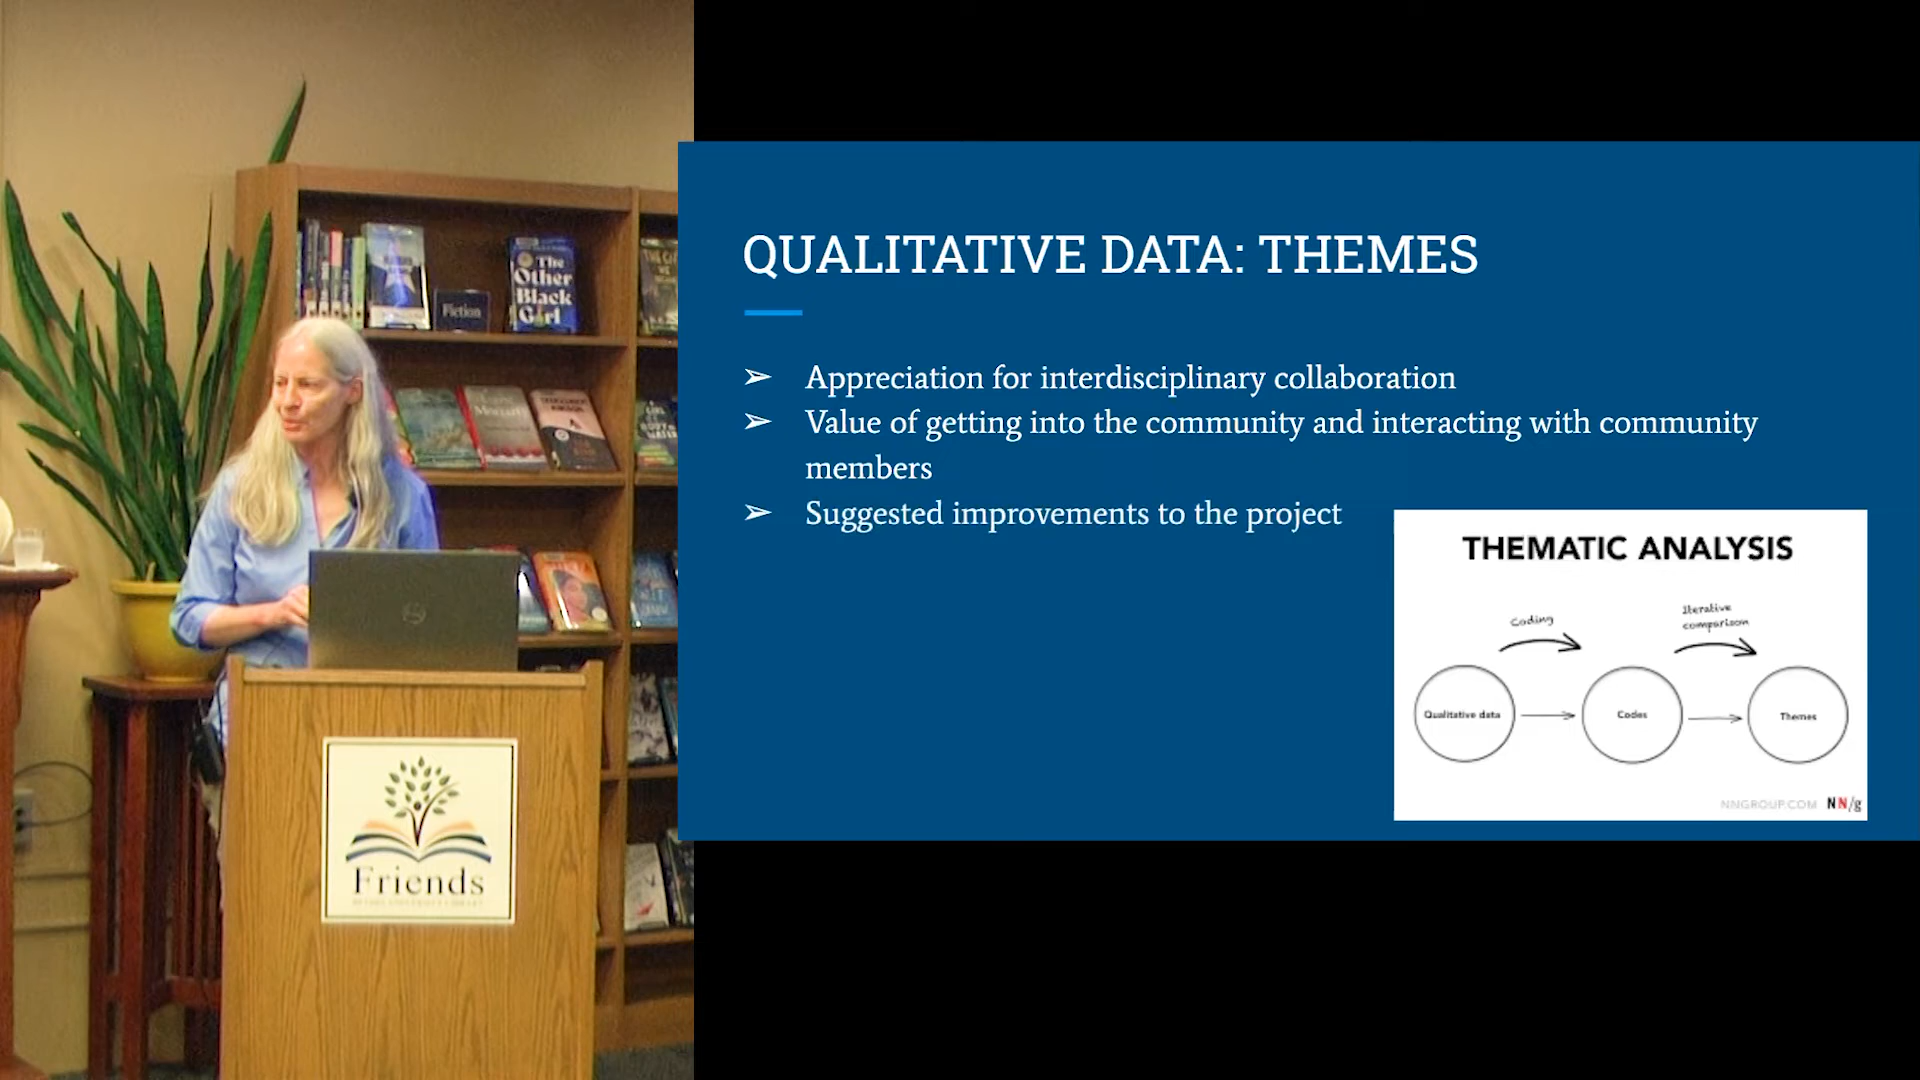 Fiction
The
Other
Black
Girl
Friends
QUALITATIVE DATA: THEMES
➢ Appreciation for interdisciplinary collaboration
➢ Value of getting into the community and interacting with community
members
➢ Suggested improvements to the project
THEMATIC ANALYSIS
Coding
Iterative
comparison
Qualitative data
Codes
Themes
NNGROUP.COM NN/g